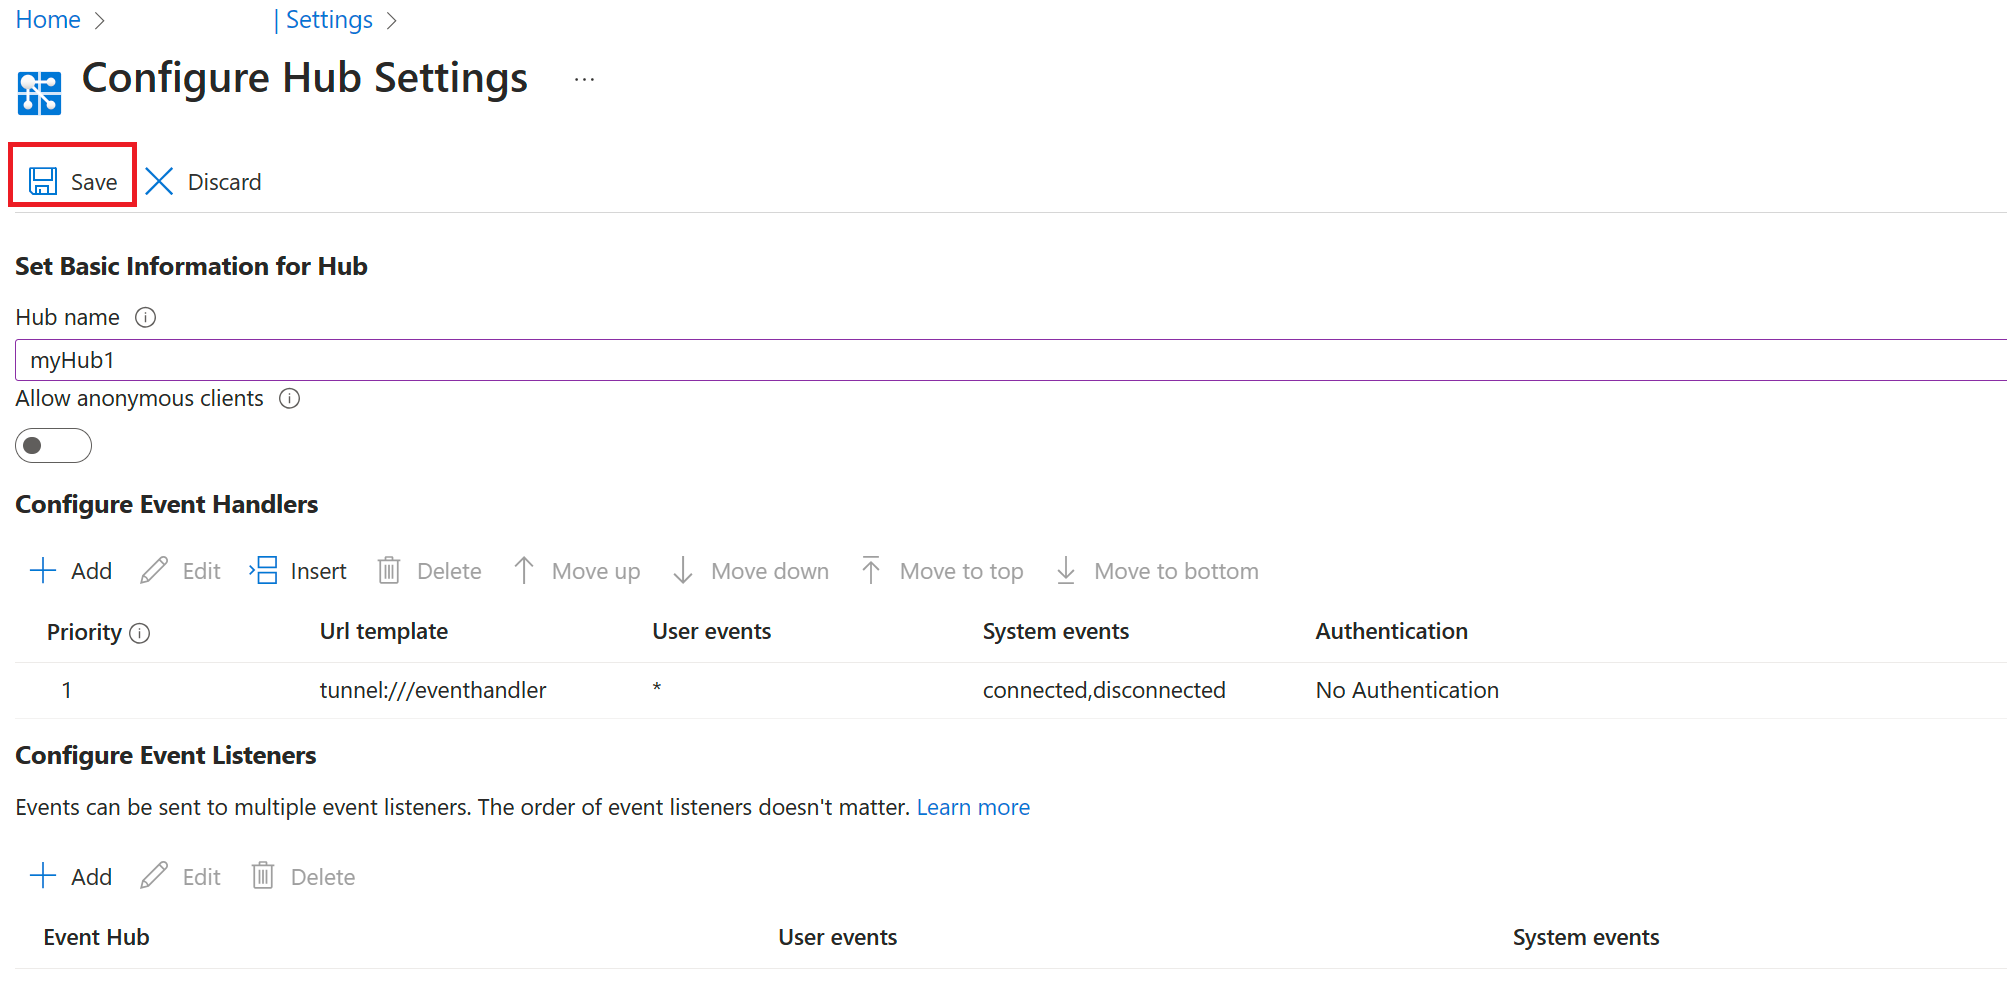 Home > | Settings >
Configure Hub Settings ...
Save Discard
Set Basic Information for Hub
Hub name
myHub1
Allow anonymous clients
Configure Event Handlers
Add Edit Insert Delete Move up Move down Move to top Move to bottom
Priority Url template User events System events Authentication
1 tunnel:///eventhandler * connected,disconnected No Authentication
Configure Event Listeners
Events can be sent to multiple event listeners. The order of event listeners doesn't matter. Learn more
Add Edit Delete
Event Hub User events System events